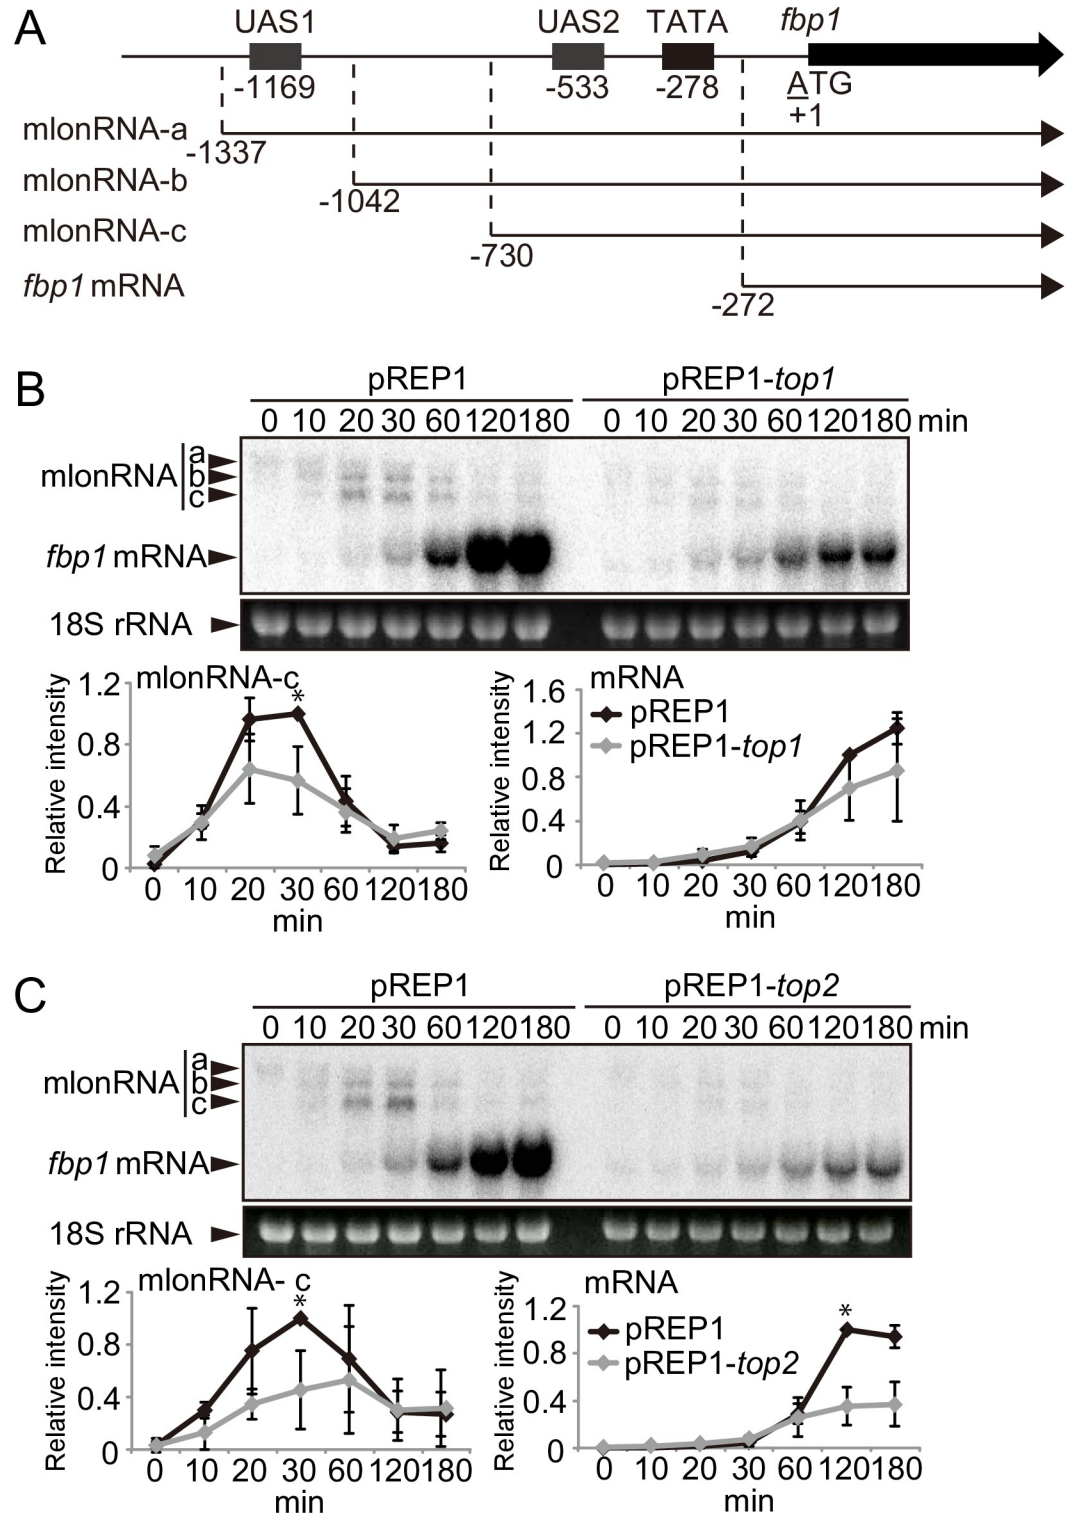 A
UAS1 UAS2 TATA fbp1
-1169 -533 -278 ATG
+1
mlonRNA-a
-1337
mlonRNA-b
-1042
mlonRNA-c
-730
fbp1 mRNA
-272
B
pREP1 pREP1-top1
0 10 20 30 60 120 180 0 10 20 30 60 120 180 min
mlonRNA a
b
c
fbp1 mRNA
18S rRNA
mlonRNA-c
*
Relative intensity
1.2
0.8
0.4
0
0 10 20 30 60 120 180
min
mRNA
pREP1
pREP1-top1
Relative intensity
1.6
1.2
0.8
0.4
0
0 10 20 30 60 120 180
min
C
pREP1 pREP1-top2
0 10 20 30 60 120 180 0 10 20 30 60 120 180 min
mlonRNA a
b
c
fbp1 mRNA
18S rRNA
mlonRNA- c
*
Relative intensity
1.2
0.8
0.4
0
0 10 20 30 60 120 180
min
mRNA
*
pREP1
pREP1-top2
Relative intensity
1.2
0.8
0.4
0
0 10 20 30 60 120 180
min